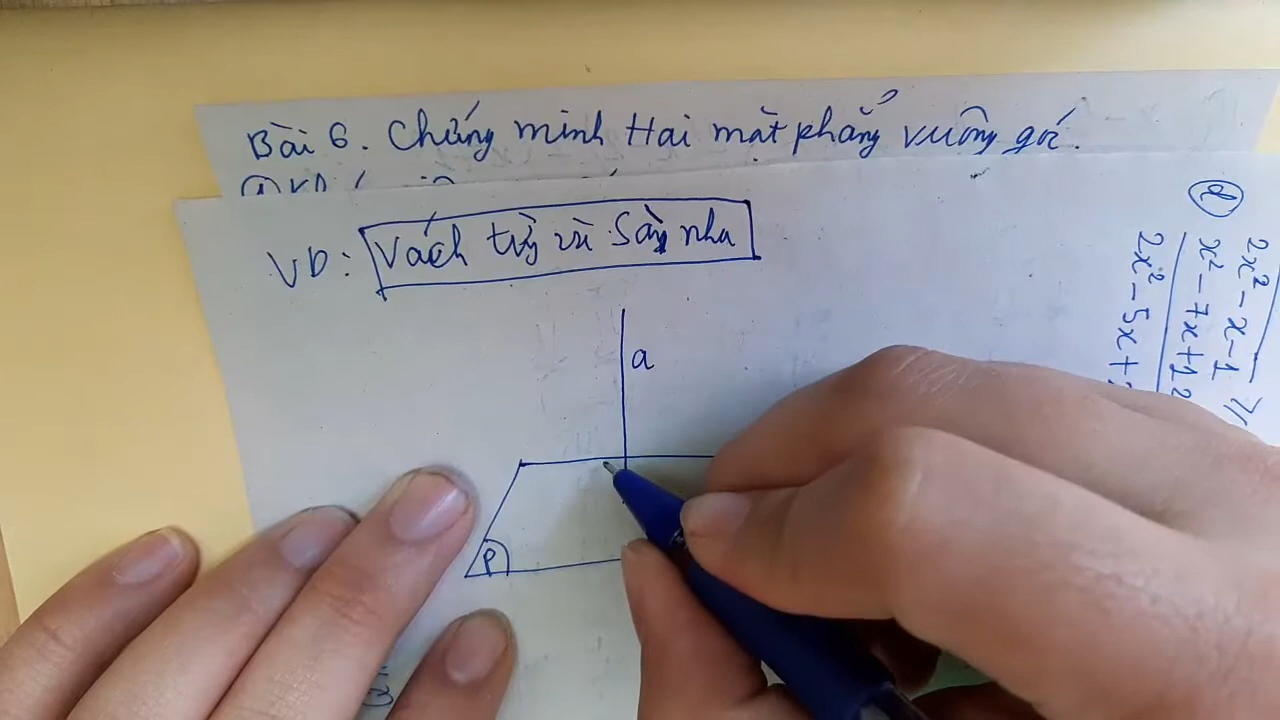 Bài 6. Chứng minh Hai mặt phẳng vuông góc.
VD: Vách tủ và Sàn nhà
a
P
d
2x² - x - 1
x² - 7x + 12
2x² - 5x +